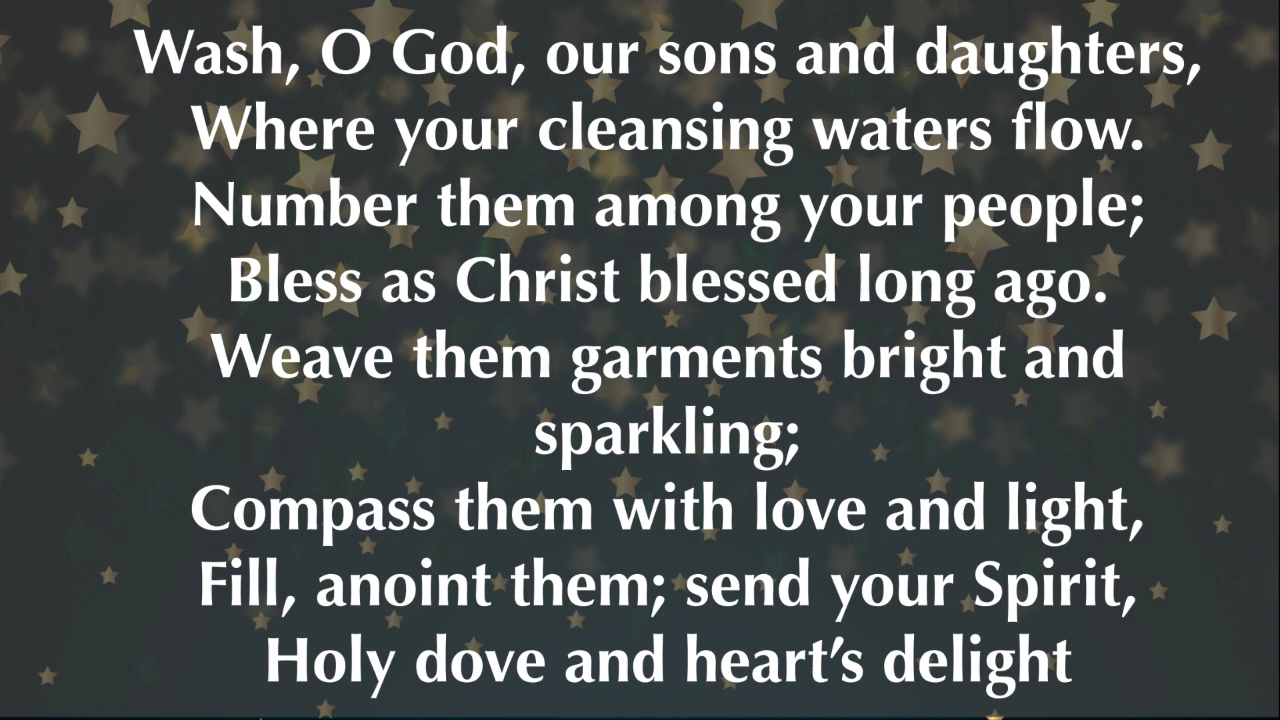 Wash, O God, our sons and daughters,
Where your cleansing waters flow.
Number them among your people;
Bless as Christ blessed long ago.
Weave them garments bright and
sparkling;
Compass them with love and light,
Fill, anoint them; send your Spirit,
Holy dove and heart’s delight